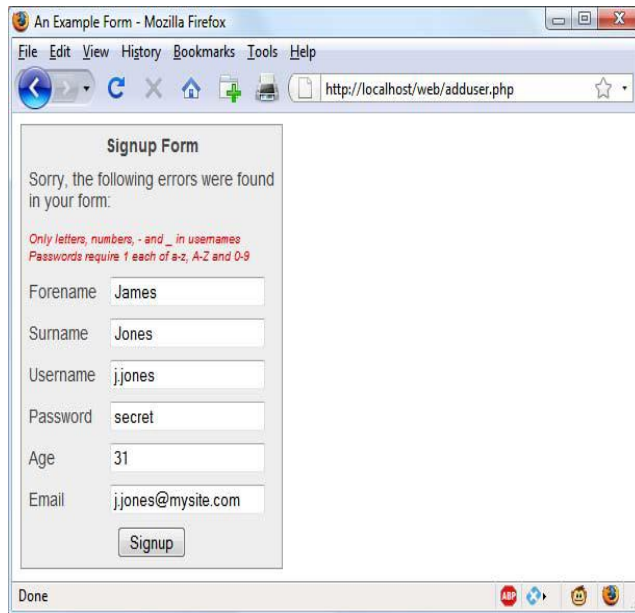 An Example Form - Mozilla Firefox
File Edit View History Bookmarks Tools Help
http://localhost/web/adduser.php
Signup Form
Sorry, the following errors were found
in your form:
Only letters, numbers, - and _ in usernames
Passwords require 1 each of a-z, A-Z and 0-9
Forename James
Surname Jones
Username j.jones
Password secret
Age 31
Email j.jones@mysite.com
Signup
Done ABP